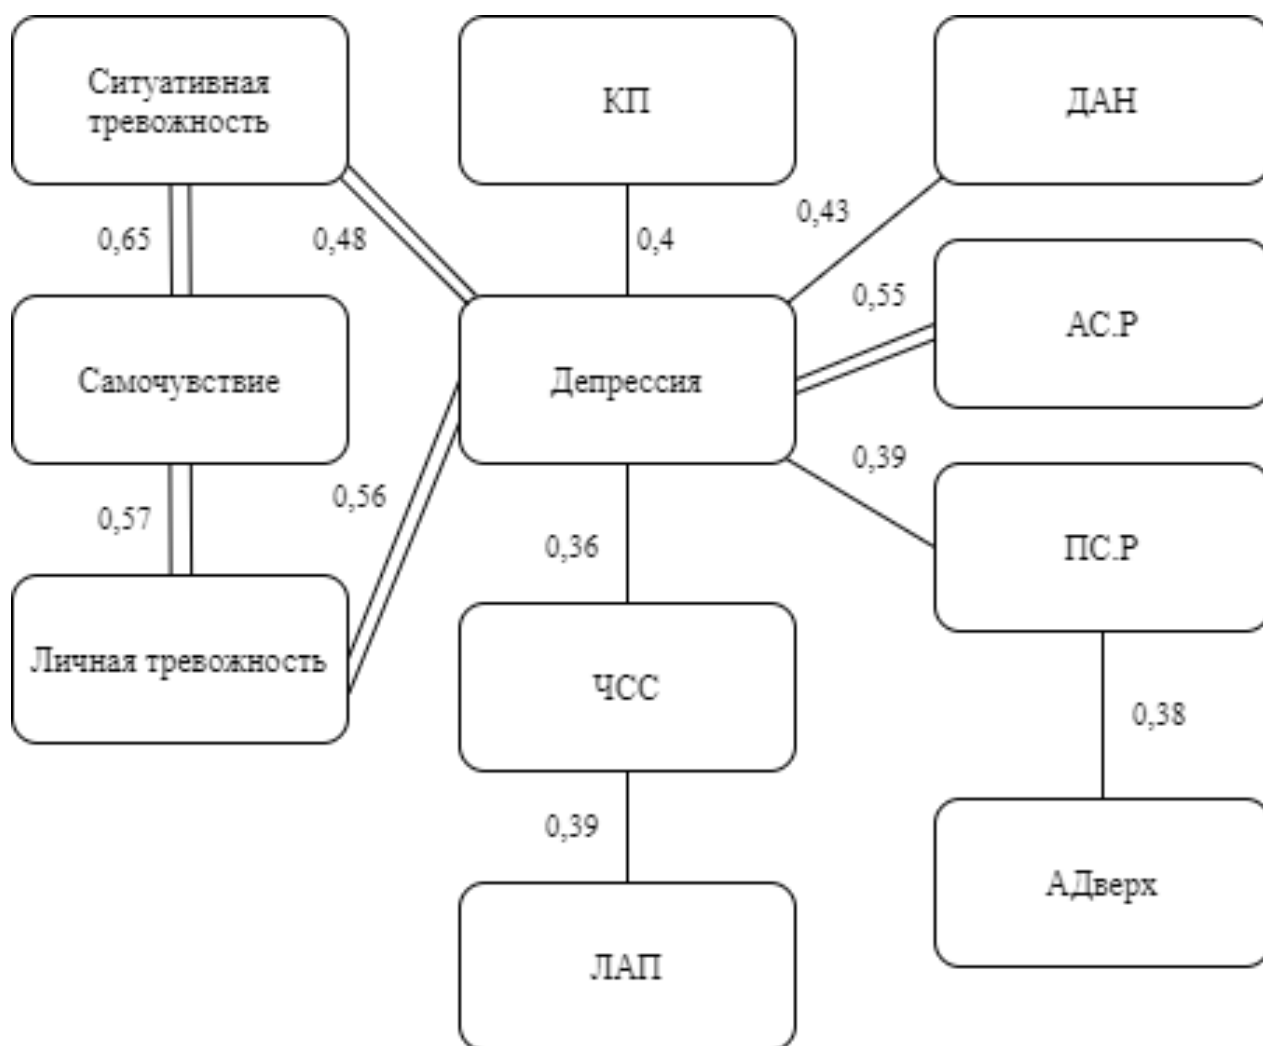 Ситуативная
тревожность
КП
ДАН
0,65
0,48
0,4
0,43
0,55
АС.Р
Самочувствие
Депрессия
0,57
0,56
0,36
0,39
ПС.Р
Личная тревожность
ЧСС
0,38
0,39
АДверх
ЛАП